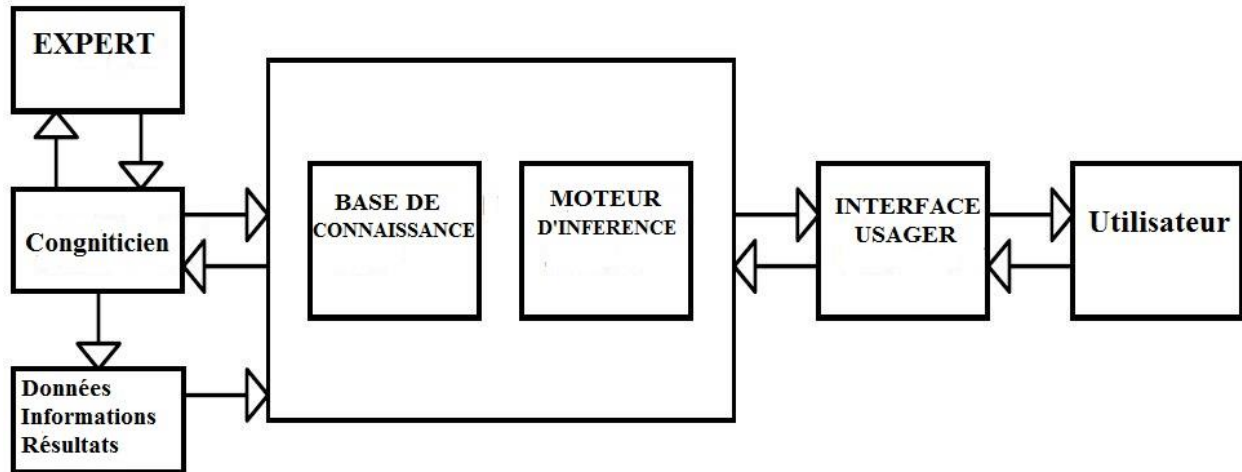 EXPERT
Congniticien
Données
Informations
Résultats
BASE DE
CONNAISSANCE
MOTEUR
D'INFERENCE
INTERFACE
USAGER
Utilisateur